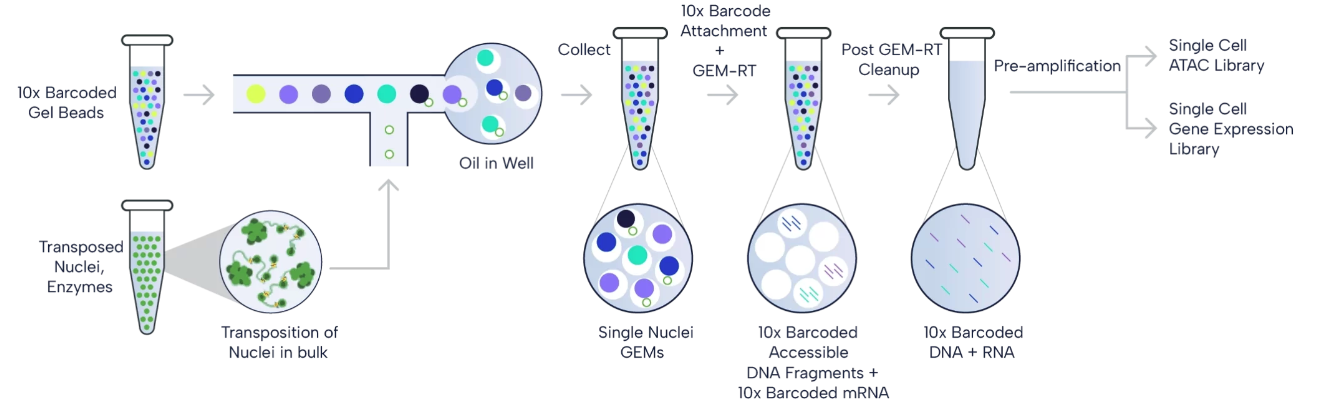 10x Barcoded
Gel Beads
Transposed
Nuclei,
Enzymes
Transposition of
Nuclei in bulk
Oil in Well
Collect
Single Nuclei
GEMs
10x Barcode
Attachment
+
GEM-RT
10x Barcoded
Accessible
DNA Fragments +
10x Barcoded mRNA
Post GEM-RT
Cleanup
10x Barcoded
DNA + RNA
Pre-amplification
Single Cell
ATAC Library
Single Cell
Gene Expression
Library